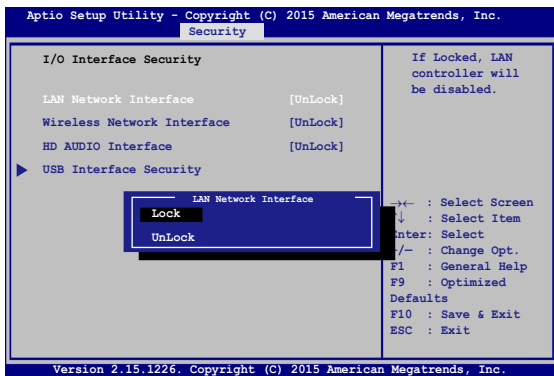 Aptio Setup Utility - Copyright (C) 2015 American Megatrends, Inc.
Security
I/O Interface Security
LAN Network Interface [UnLock]
Wireless Network Interface [UnLock]
HD AUDIO Interface [UnLock]
USB Interface Security
LAN Network Interface
Lock
UnLock
If Locked, LAN
controller will
be disabled.
→← : Select Screen
↑↓ : Select Item
Enter: Select
+/— : Change Opt.
F1 : General Help
F9 : Optimized
Defaults
F10 : Save & Exit
ESC : Exit
Version 2.15.1226. Copyright (C) 2015 American Megatrends, Inc.